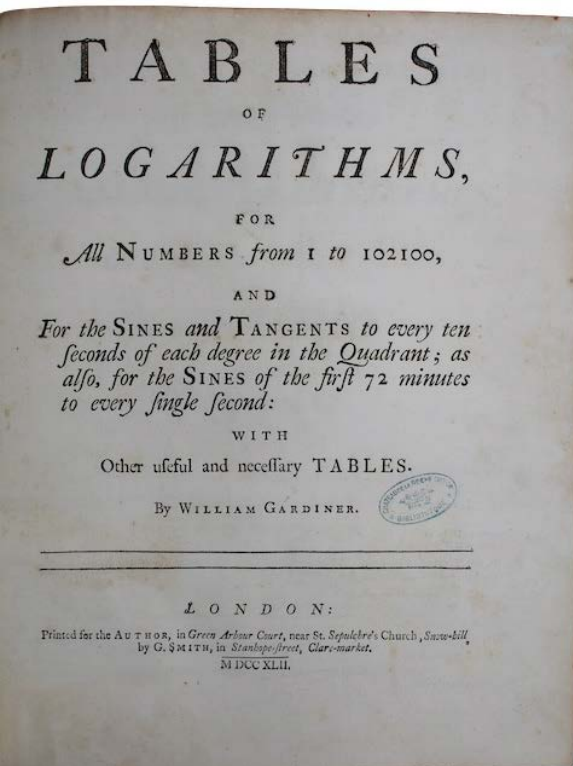 TABLES
OF
LOGARITHMS,
FOR
All NUMBERS from 1 to 102100,
AND
For the SINES and TANGENTS to every ten
ſeconds of each degree in the Quadrant; as
alſo, for the SINES of the firſt 72 minutes
to every ſingle ſecond:
WITH
Other uſeful and neceſſary TABLES.
By WILLIAM GARDINER.
LONDON:
Printed for the AUTHOR, in Green Arbour Court, near St. Sepulchre's Church, Snow-hill,
by G. SMITH, in Stanhope-ſtreet, Clare-market.
M DCC XLII.